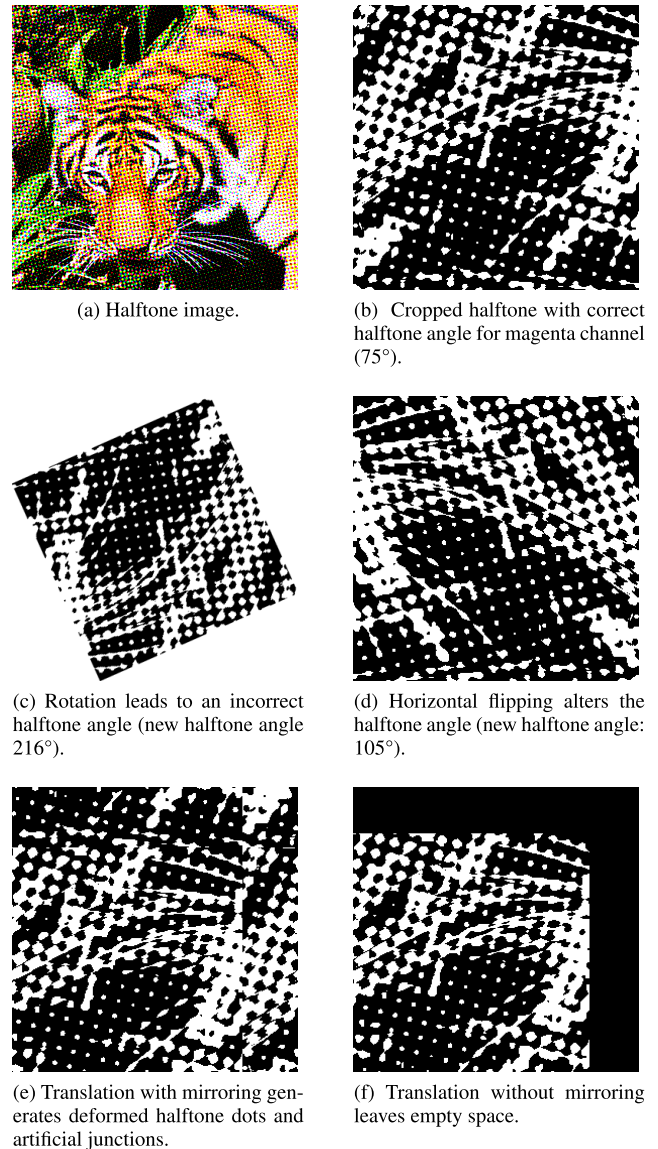 (a) Halftone image.
(b) Cropped halftone with correct
halftone angle for magenta channel
(75°).
(c) Rotation leads to an incorrect
halftone angle (new halftone angle
216°).
(d) Horizontal flipping alters the
halftone angle (new halftone angle:
105°).
(e) Translation with mirroring gen-
erates deformed halftone dots and
artificial junctions.
(f) Translation without mirroring
leaves empty space.